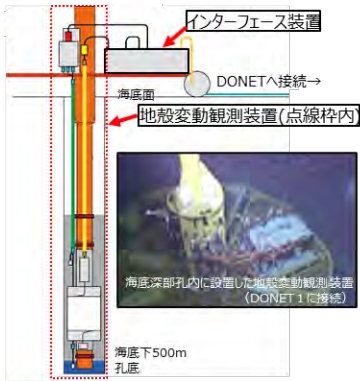 インターフェース装置
DONETへ接続→
海底面
地殻変動観測装置(点線枠内)
海底深部孔内に設置した地殻変動観測装置
(DONET１に接続)
海底下500m
孔底